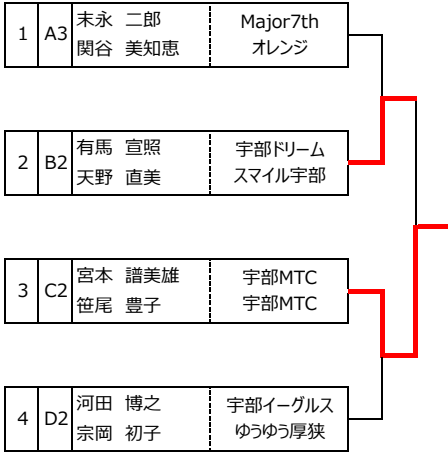 1 A3 末永 二郎 Major7th
関谷 美知恵 オレンジ
2 B2 有馬 宣照 宇部ドリーム
天野 直美 スマイル宇部
3 C2 宮本 譜美雄 宇部MTC
笹尾 豊子 宇部MTC
4 D2 河田 博之 宇部イーグルス
宗岡 初子 ゆうゆう厚狭